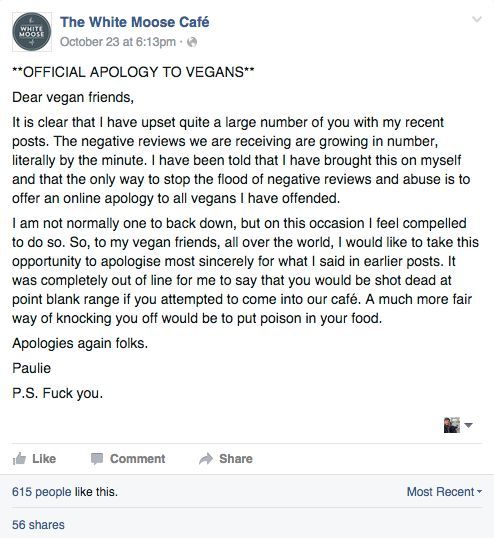 WHITE
MOOSE
The White Moose Café
October 23 at 6:13pm ·
**OFFICIAL APOLOGY TO VEGANS**
Dear vegan friends,
It is clear that I have upset quite a large number of you with my recent
posts. The negative reviews we are receiving are growing in number,
literally by the minute. I have been told that I have brought this on myself
and that the only way to stop the flood of negative reviews and abuse is to
offer an online apology to all vegans I have offended.
I am not normally one to back down, but on this occasion I feel compelled
to do so. So, to my vegan friends, all over the world, I would like to take this
opportunity to apologise most sincerely for what I said in earlier posts. It
was completely out of line for me to say that you would be shot dead at
point blank range if you attempted to come into our café. A much more fair
way of knocking you off would be to put poison in your food.
Apologies again folks.
Paulie
P.S. Fuck you.
Like Comment Share
615 people like this. Most Recent
56 shares